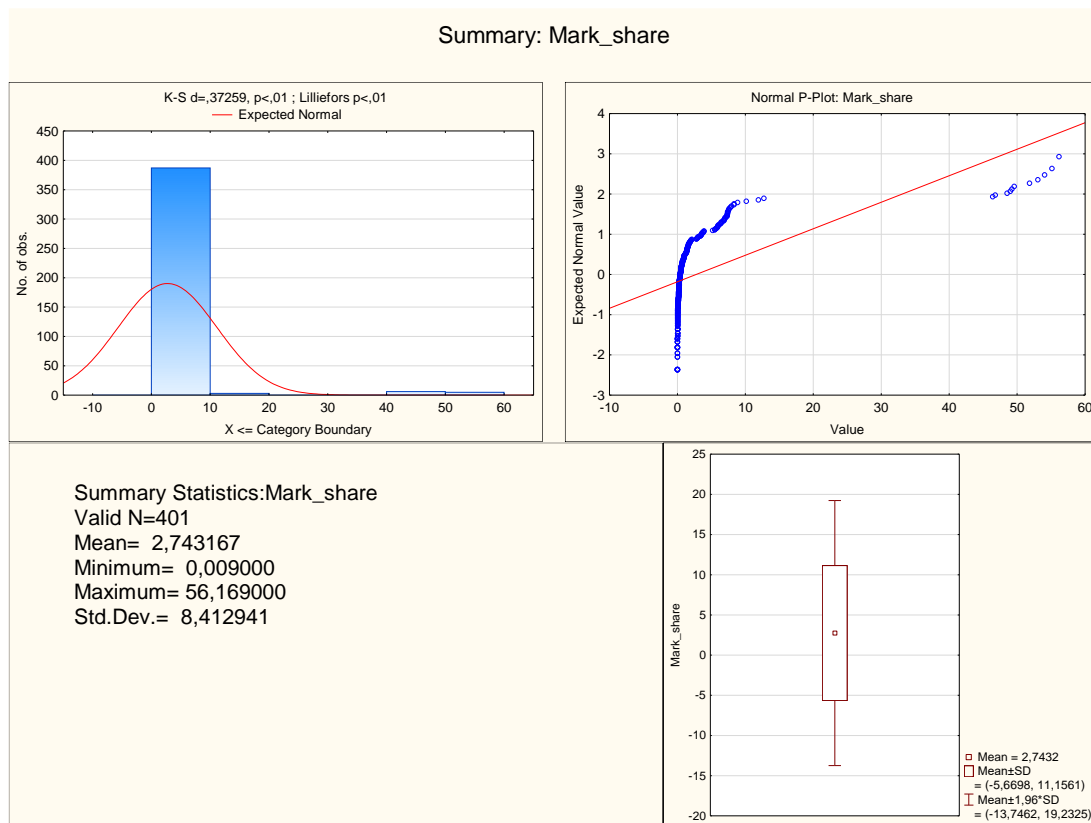 Summary: Mark_share
K-S d=,37259, p<,01 ; Lilliefors p<,01
Expected Normal
450
400
350
300
250
200
150
100
50
0
No. of obs.
-10 0 10 20 30 40 50 60
X <= Category Boundary
Normal P-Plot: Mark_share
4
3
2
1
0
-1
-2
-3
Expected Normal Value
-10 0 10 20 30 40 50 60
Value
Summary Statistics:Mark_share
Valid N=401
Mean= 2,743167
Minimum= 0,009000
Maximum= 56,169000
Std.Dev.= 8,412941
25
20
15
10
5
0
-5
-10
-15
-20
Mark_share
Mean = 2,7432
Mean±SD
= (-5,6698, 11,1561)
Mean±1,96*SD
= (-13,7462, 19,2325)